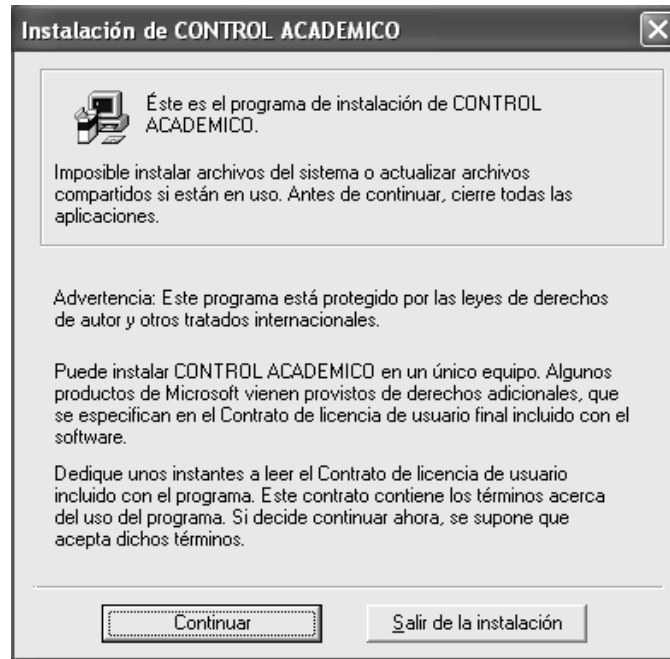 Instalación de CONTROL ACADEMICO
Éste es el programa de instalación de CONTROL
ACADEMICO.
Imposible instalar archivos del sistema o actualizar archivos
compartidos si están en uso. Antes de continuar, cierre todas las
aplicaciones.
Advertencia: Este programa está protegido por las leyes de derechos
de autor y otros tratados internacionales.
Puede instalar CONTROL ACADEMICO en un único equipo. Algunos
productos de Microsoft vienen provistos de derechos adicionales, que
se especifican en el Contrato de licencia de usuario final incluido con el
software.
Dedique unos instantes a leer el Contrato de licencia de usuario
incluido con el programa. Este contrato contiene los términos acerca
del uso del programa. Si decide continuar ahora, se supone que
acepta dichos términos.
Continuar
Salir de la instalación